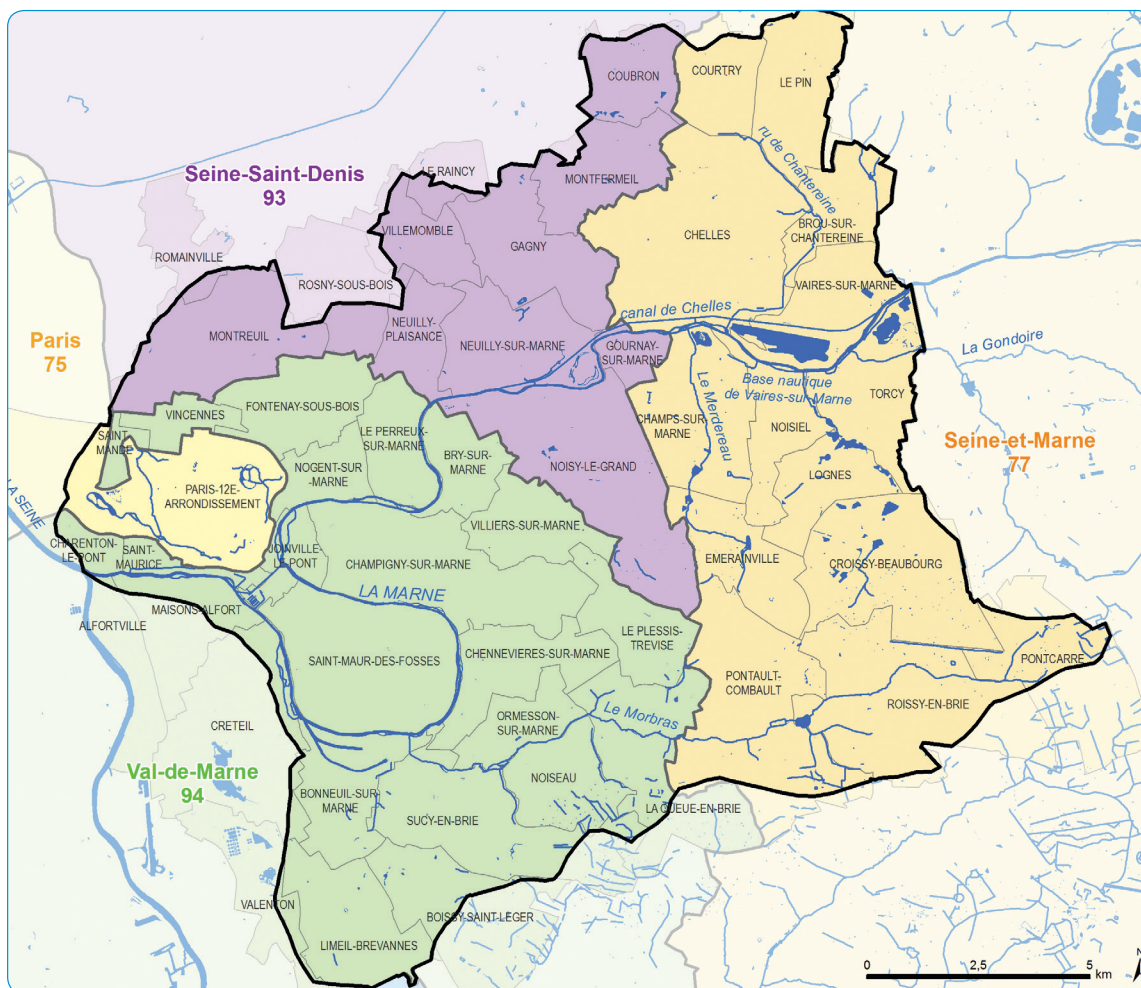 COUBRON
COURTRY
LE PIN
ru de Chantereine
Seine-Saint-Denis
93
LE RAINCY
MONTFERMEIL
VILLEMOMBLE
GAGNY
CHELLES
BROU-SUR-
CHANTEREINE
ROMAINVILLE
ROSNY-SOUS-BOIS
VAIRES-SUR-MARNE
canal de Chelles
Paris
75
MONTREUIL
NEUILLY-
PLAISANCE
NEUILLY-SUR-MARNE
GOURNAY-
SUR-MARNE
La Gondoire
Base nautique
de Vaires-sur-Marne
Le Merdereau
TORCY
VINCENNES
FONTENAY-SOUS-BOIS
SAINT-
MANDE
LE PERREUX-
SUR-MARNE
BRY-SUR-
MARNE
CHAMPS-SUR-
MARNE
NOISIEL
Seine-et-Marne
77
NOGENT-SUR
-MARNE
NOISY-LE-GRAND
LOGNES
PARIS-12E-
ARRONDISSEMENT
LA SEINE
VILLIERS-SUR-MARNE
CHARENTON-
LE-PONT
SAINT-
MAURICE
JOINVILLE-
LE-PONT
CHAMPIGNY-SUR-MARNE
EMERAINVILLE
CROISSY-BEAUBOURG
LA MARNE
MAISONS-ALFORT
ALFORTVILLE
LE PLESSIS-
TREVISE
SAINT-MAUR-DES-FOSSES
CHENNEVIERES-SUR-MARNE
PONTCARRE
PONTAULT-
COMBAULT
ROISSY-EN-BRIE
CRETEIL
ORMESSON-
SUR-MARNE
Le Morbras
Val-de-Marne
94
NOISEAU
BONNEUIL-SUR-
MARNE
LA QUEUE-EN-BRIE
SUCY-EN-BRIE
VALENTON
BOISSY-SAINT-LEGER
LIMEIL-BREVANNES
N
0 2,5 5
km